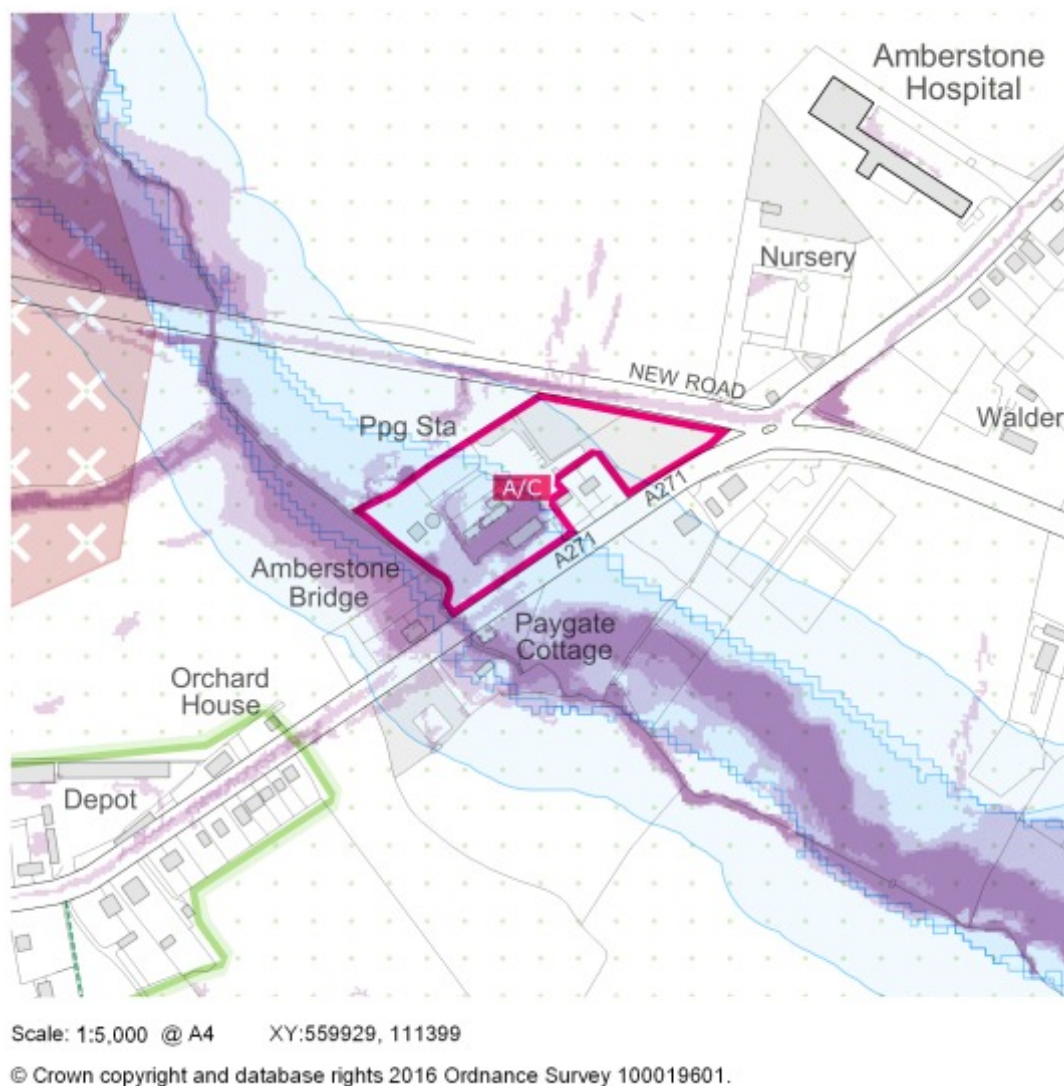 Amberstone
Hospital
Nursery
NEW ROAD
Walder
Ppg Sta
A/C
A271
A271
Amberstone
Bridge
Paygate
Cottage
Orchard
House
Depot
Scale: 1:5,000 @ A4 XY:559929, 111399
© Crown copyright and database rights 2016 Ordnance Survey 100019601.